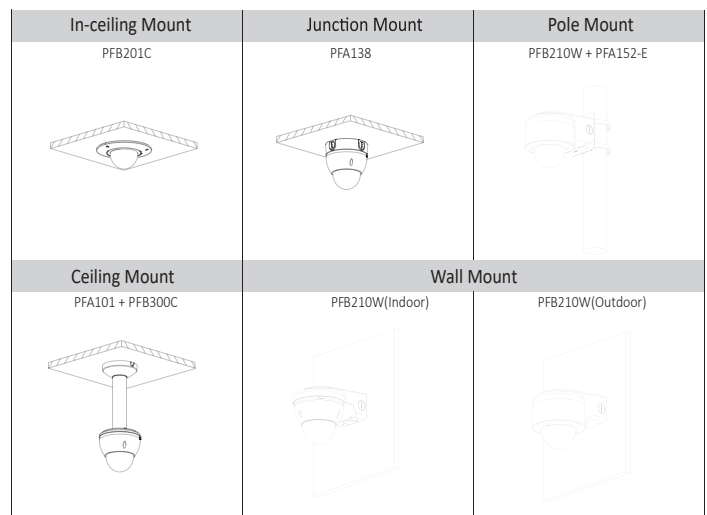 In-ceiling Mount
Junction Mount
Pole Mount
PFB201C
PFA138
PFB210W + PFA152-E
Ceiling Mount
Wall Mount
PFA101 + PFB300C
PFB210W(Indoor)
PFB210W(Outdoor)